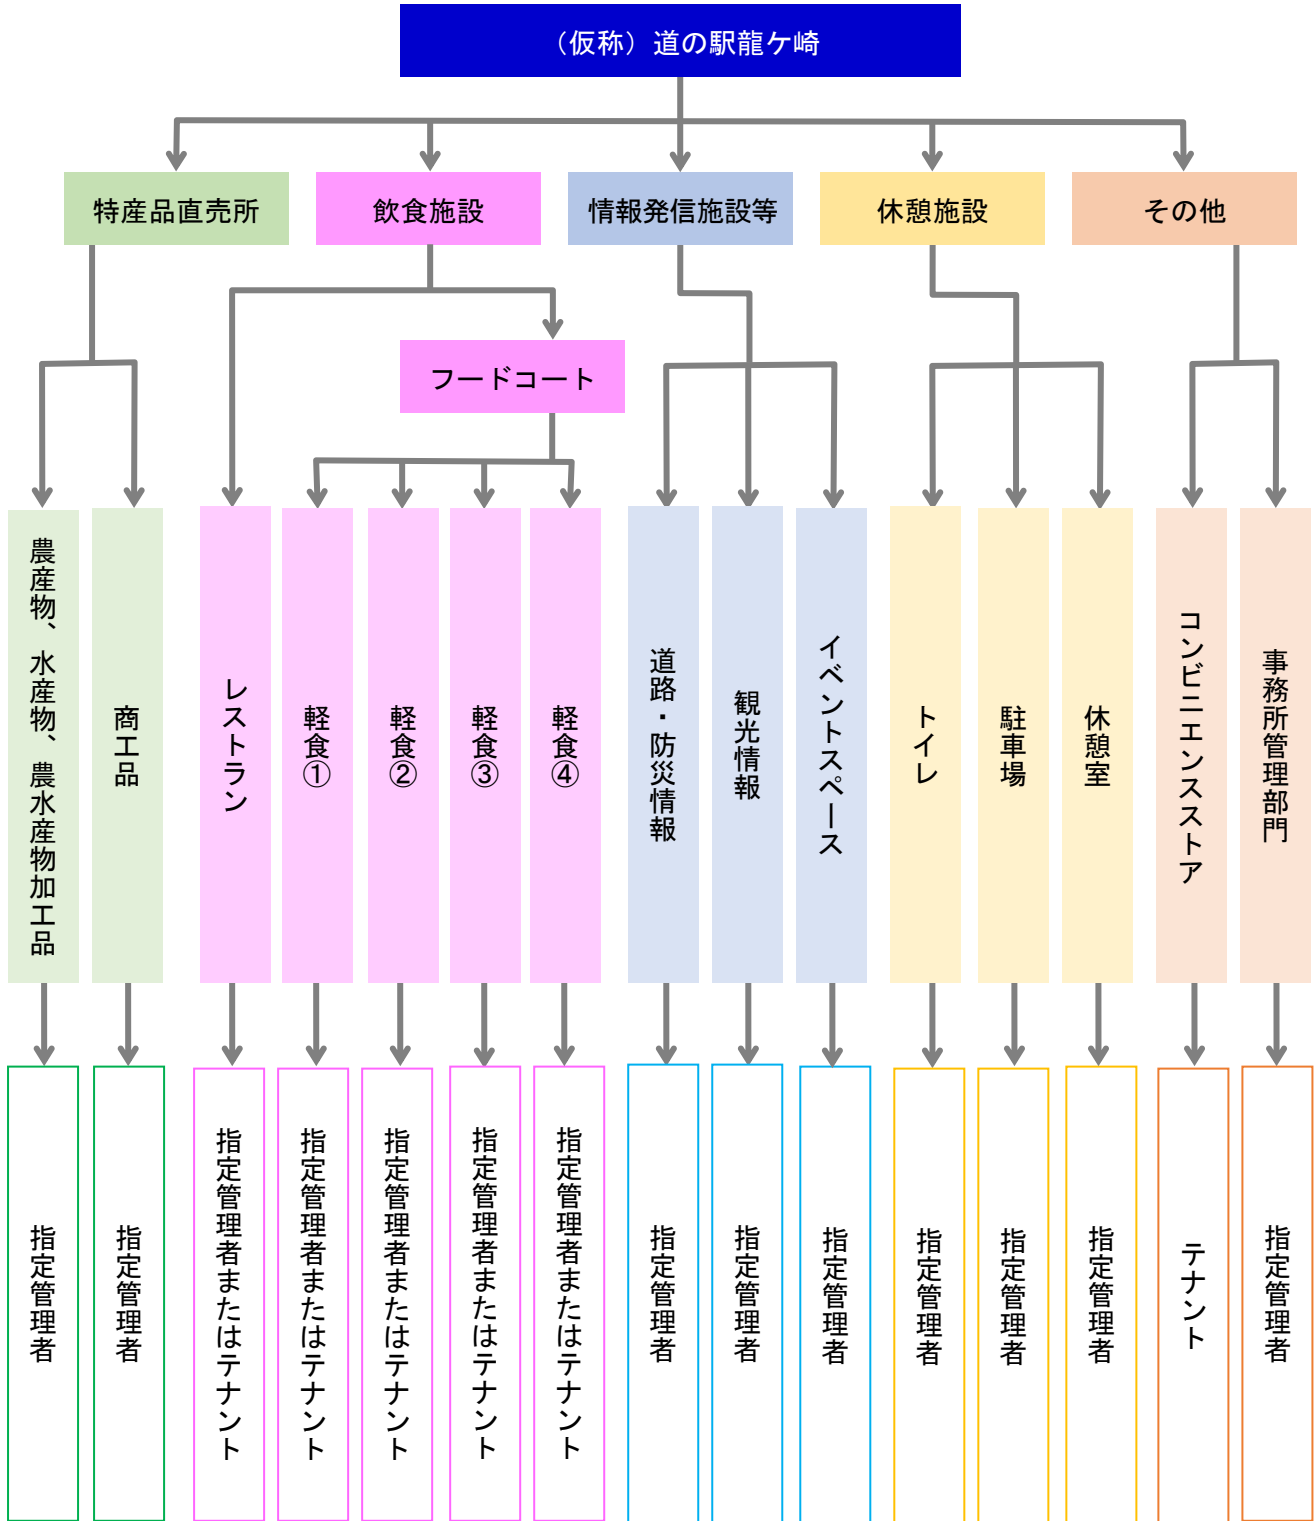 （仮称）道の駅龍ケ崎
特産品直売所
飲食施設
情報発信施設等
休憩施設
その他
フードコート
農産物、水産物、農水産物加工品
商工品
レストラン
軽食①
軽食②
軽食③
軽食④
道路・防災情報
観光情報
イベントスペース
トイレ
駐車場
休憩室
コンビニエンスストア
事務所管理部門
指定管理者
指定管理者
指定管理者またはテナント
指定管理者またはテナント
指定管理者またはテナント
指定管理者またはテナント
指定管理者またはテナント
指定管理者
指定管理者
指定管理者
指定管理者
指定管理者
指定管理者
テナント
指定管理者